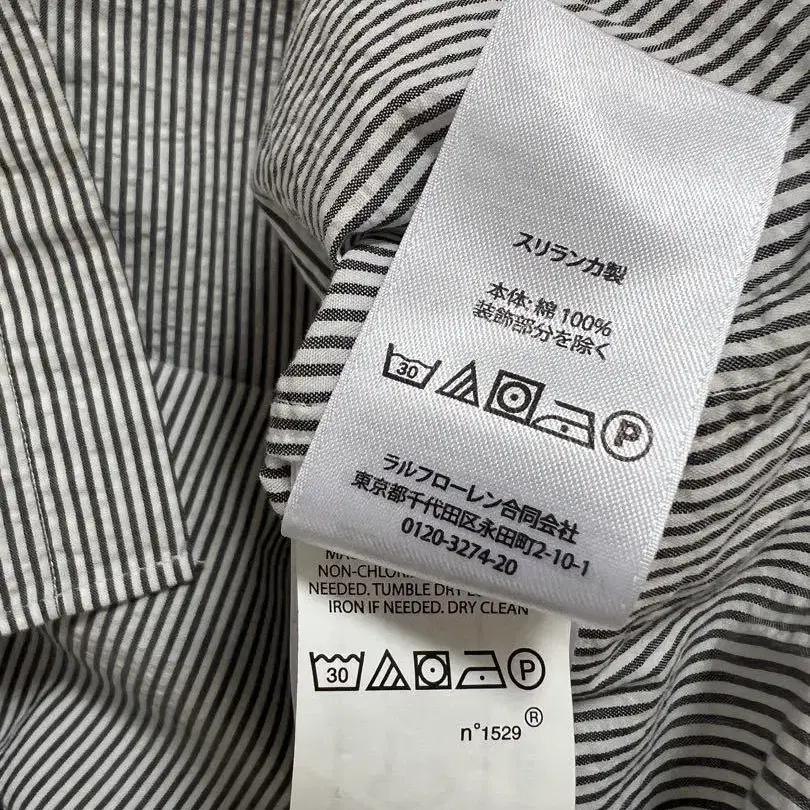 スリランカ製
本体: 綿 100%
装飾部分を除く
30
P
ラルフローレン合同会社
東京都千代田区永田町2-10-1
0120-3274-20
NON-CHLORI
NEEDED. TUMBLE DRY
IRON IF NEEDED. DRY CLEAN
30
P
n°1529®